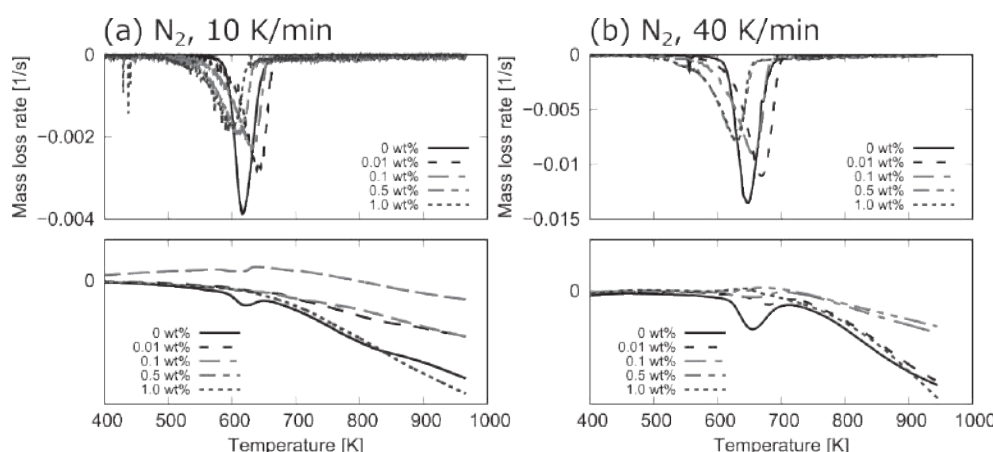 (a) N₂, 10 K/min
Mass loss rate [1/s]
0
−0.002
−0.004
0 wt%
0.01 wt%
0.1 wt%
0.5 wt%
1.0 wt%
0
0 wt%
0.01 wt%
0.1 wt%
0.5 wt%
1.0 wt%
400 500 600 700 800 900 1000
Temperature [K]
(b) N₂, 40 K/min
Mass loss rate [1/s]
0
−0.005
−0.01
−0.015
0 wt%
0.01 wt%
0.1 wt%
0.5 wt%
1.0 wt%
0
0 wt%
0.01 wt%
0.1 wt%
0.5 wt%
1.0 wt%
400 500 600 700 800 900 1000
Temperature [K]